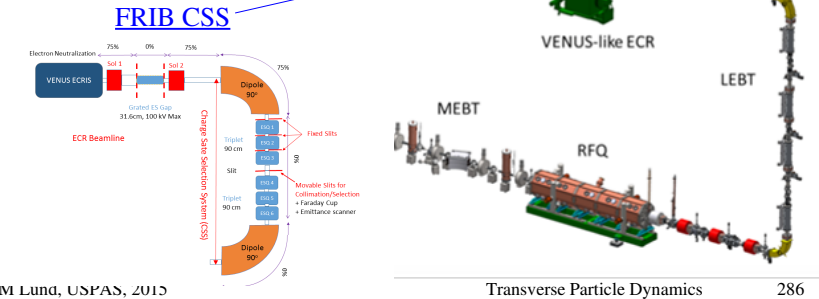 FRIB CSS
75% 0% 75%
Electron Neutralization
Sol 1 Sol 2
VENUS ECRIS
Grated ES Gap
31.6cm, 100 kV Max
ECR Beamline
Charge Sate Selection System (CSS)
Dipole
90°
75%
ESQ 1
ESQ 2
ESQ 3
Triplet
90 cm
Fixed Slits
0%
Slit
Movable Slits for
Collimation/Selection
+ Faraday Cup
+ Emittance scanner
ESQ 4
ESQ 5
ESQ 6
Triplet
90 cm
Dipole
90°
0%
VENUS-like ECR
LEBT
MEBT
RFQ
M Lund, USPAS, 2015
Transverse Particle Dynamics 286